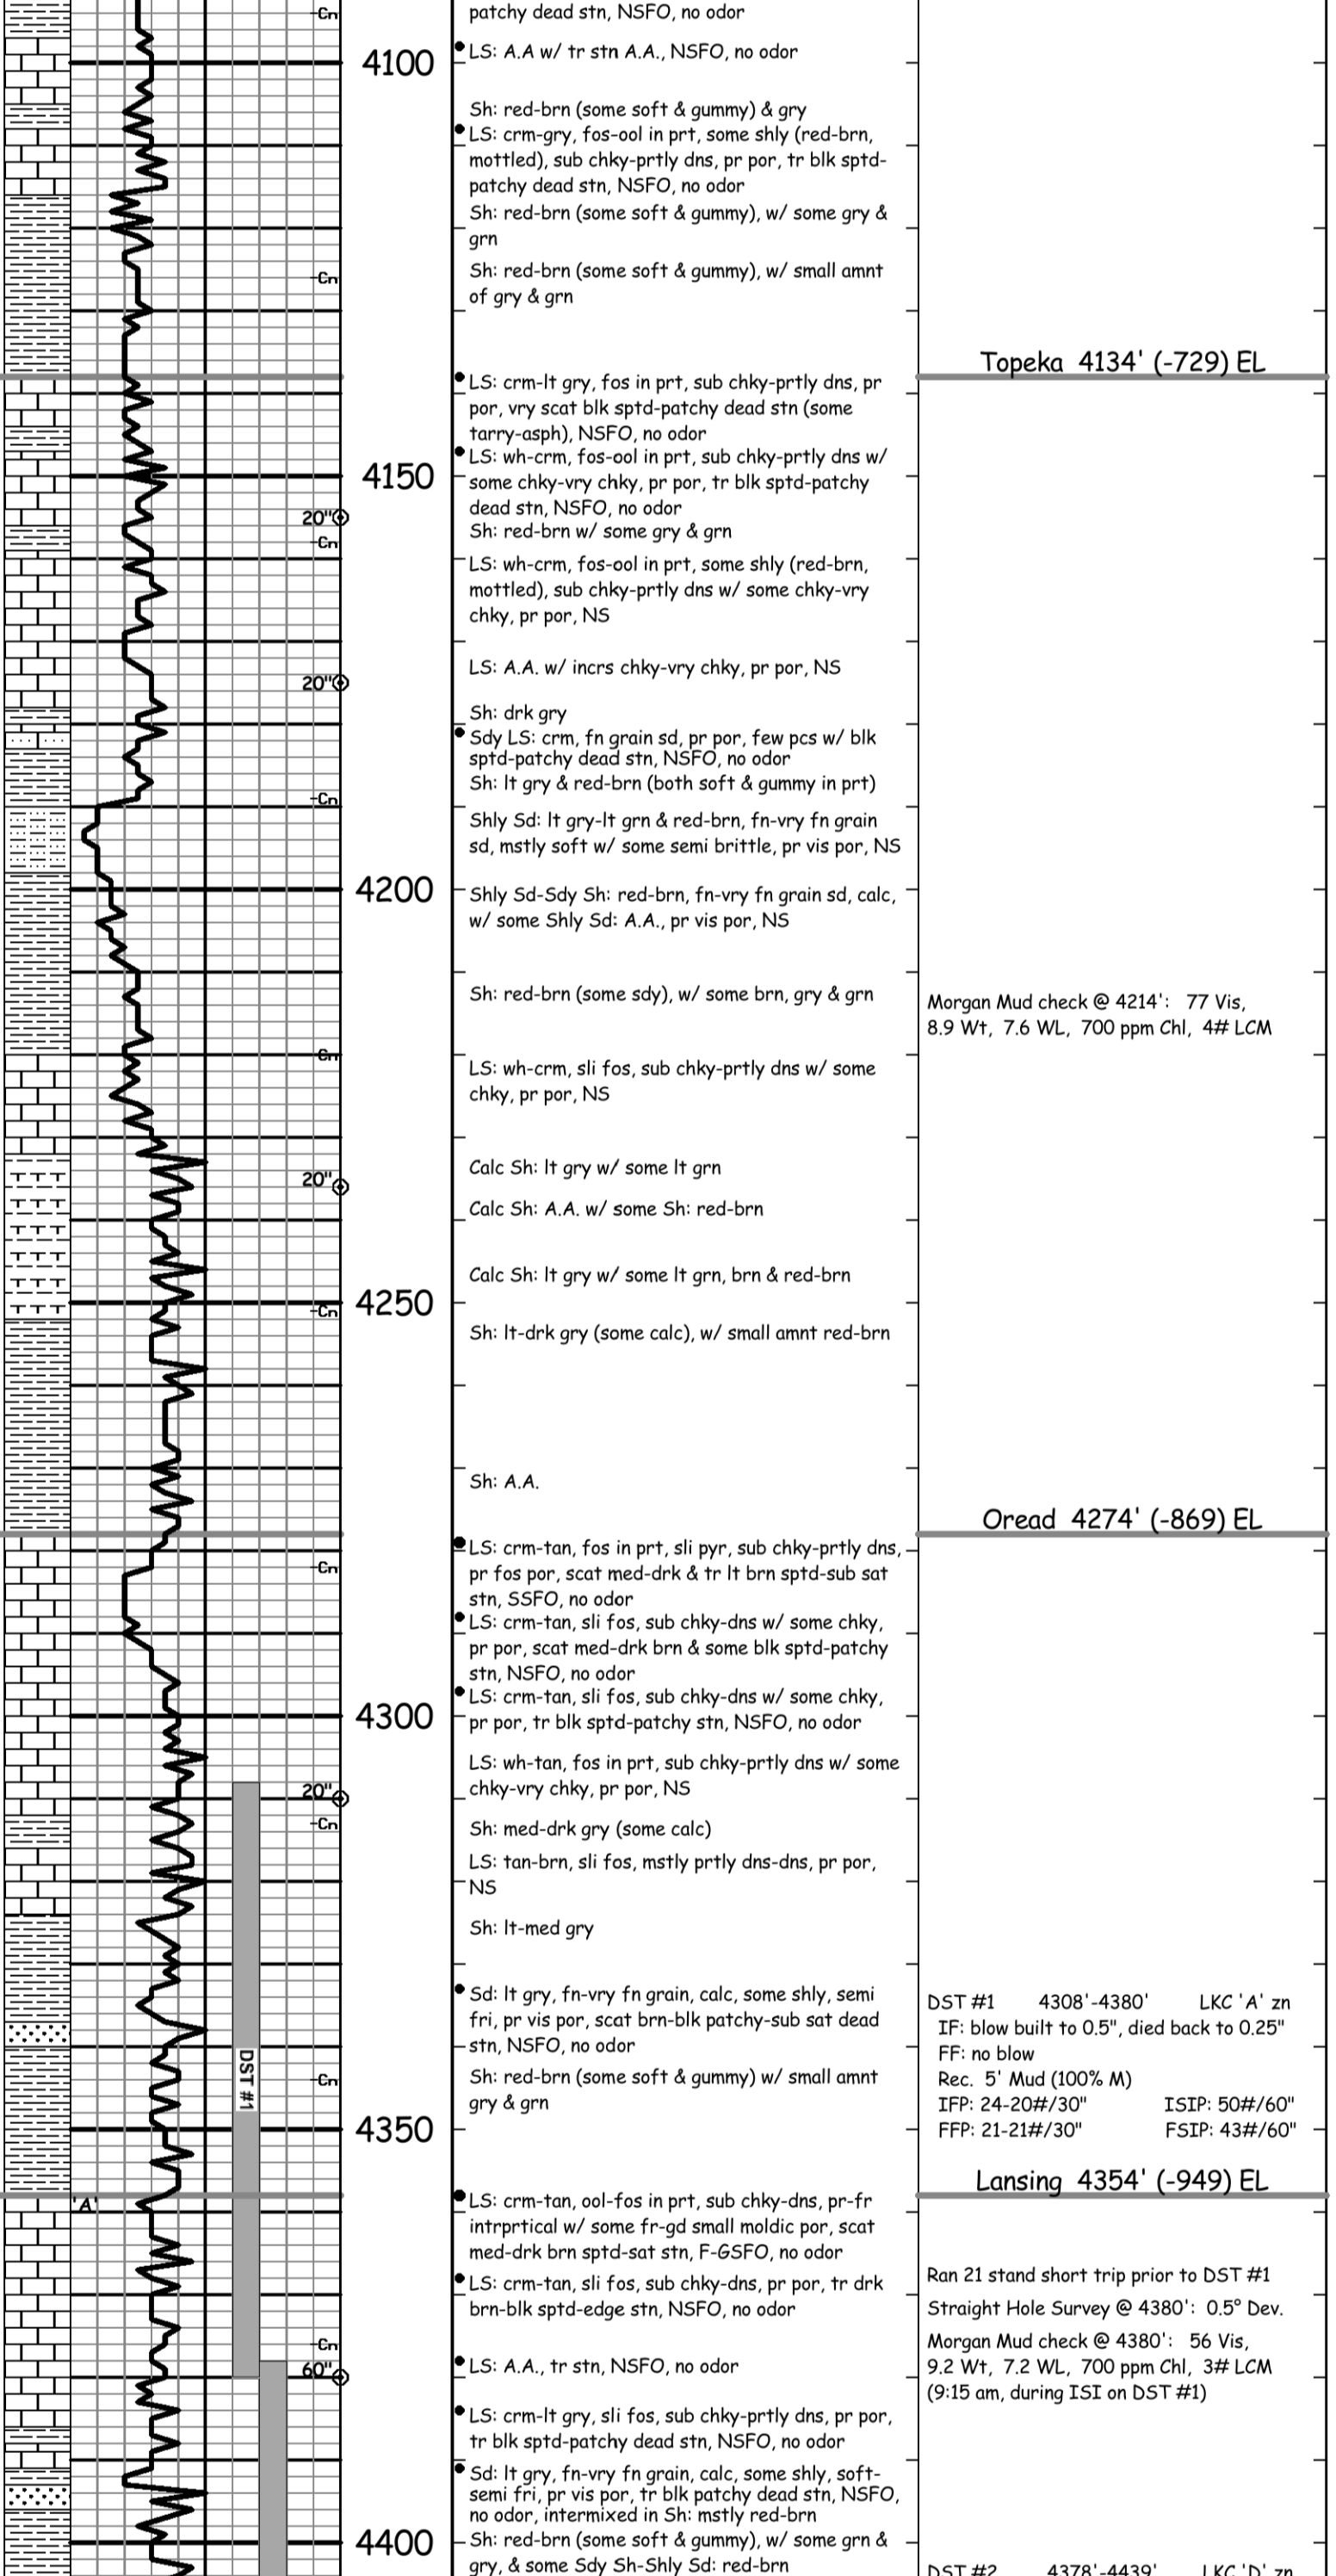 -Cn
patchy dead stn, NSFO, no odor
4100
LS: A.A w/ tr stn A.A., NSFO, no odor
Sh: red-brn (some soft & gummy) & gry
LS: crm-gry, fos-ool in prt, some shly (red-brn,
mottled), sub chky-prtly dns, pr por, tr blk sptd-
patchy dead stn, NSFO, no odor
Sh: red-brn (some soft & gummy), w/ some gry &
grn
-Cn
Sh: red-brn (some soft & gummy), w/ small amnt
of gry & grn
Topeka 4134' (-729) EL
LS: crm-lt gry, fos in prt, sub chky-prtly dns, pr
por, vry scat blk sptd-patchy dead stn (some
tarry-asph), NSFO, no odor
4150
LS: wh-crm, fos-ool in prt, sub chky-prtly dns w/
some chky-vry chky, pr por, tr blk sptd-patchy
dead stn, NSFO, no odor
20"
-Cn
Sh: red-brn w/ some gry & grn
LS: wh-crm, fos-ool in prt, some shly (red-brn,
mottled), sub chky-prtly dns w/ some chky-vry
chky, pr por, NS
LS: A.A. w/ incrs chky-vry chky, pr por, NS
20"
Sh: drk gry
Sdy LS: crm, fn grain sd, pr por, few pcs w/ blk
sptd-patchy dead stn, NSFO, no odor
Sh: lt gry & red-brn (both soft & gummy in prt)
-Cn
Shly Sd: lt gry-lt grn & red-brn, fn-vry fn grain
sd, mstly soft w/ some semi brittle, pr vis por, NS
4200
Shly Sd-Sdy Sh: red-brn, fn-vry fn grain sd, calc,
w/ some Shly Sd: A.A., pr vis por, NS
Sh: red-brn (some sdy), w/ some brn, gry & grn
Morgan Mud check @ 4214': 77 Vis,
8.9 Wt, 7.6 WL, 700 ppm Chl, 4# LCM
-Cn
LS: wh-crm, sli fos, sub chky-prtly dns w/ some
chky, pr por, NS
Calc Sh: lt gry w/ some lt grn
20"
Calc Sh: A.A. w/ some Sh: red-brn
Calc Sh: lt gry w/ some lt grn, brn & red-brn
-Cn
4250
Sh: lt-drk gry (some calc), w/ small amnt red-brn
Sh: A.A.
Oread 4274' (-869) EL
LS: crm-tan, fos in prt, sli pyr, sub chky-prtly dns,
pr fos por, scat med-drk & tr lt brn sptd-sub sat
stn, SSFO, no odor
-Cn
LS: crm-tan, sli fos, sub chky-dns w/ some chky,
pr por, scat med-drk brn & some blk sptd-patchy
stn, NSFO, no odor
LS: crm-tan, sli fos, sub chky-dns w/ some chky,
pr por, tr blk sptd-patchy stn, NSFO, no odor
4300
LS: wh-tan, fos in prt, sub chky-prtly dns w/ some
chky-vry chky, pr por, NS
20"
-Cn
Sh: med-drk gry (some calc)
LS: tan-brn, sli fos, mstly prtly dns-dns, pr por,
NS
Sh: lt-med gry
Sd: lt gry, fn-vry fn grain, calc, some shly, semi
fri, pr vis por, scat brn-blk patchy-sub sat dead
stn, NSFO, no odor
DST #1 4308'-4380' LKC 'A' zn
IF: blow built to 0.5", died back to 0.25"
FF: no blow
Rec. 5' Mud (100% M)
IFP: 24-20#/30" ISIP: 50#/60"
FFP: 21-21#/30" FSIP: 43#/60"
DST #1
-Cn
Sh: red-brn (some soft & gummy) w/ small amnt
gry & grn
4350
Lansing 4354' (-949) EL
'A'
LS: crm-tan, ool-fos in prt, sub chky-dns, pr-fr
intrprtical w/ some fr-gd small moldic por, scat
med-drk brn sptd-sat stn, F-GSFO, no odor
LS: crm-tan, sli fos, sub chky-dns, pr por, tr drk
brn-blk sptd-edge stn, NSFO, no odor
Ran 21 stand short trip prior to DST #1
Straight Hole Survey @ 4380': 0.5° Dev.
Morgan Mud check @ 4380': 56 Vis,
9.2 Wt, 7.2 WL, 700 ppm Chl, 3# LCM
(9:15 am, during ISI on DST #1)
-Cn
60"
LS: A.A., tr stn, NSFO, no odor
LS: crm-lt gry, sli fos, sub chky-prtly dns, pr por,
tr blk sptd-patchy dead stn, NSFO, no odor
Sd: lt gry, fn-vry fn grain, calc, some shly, soft-
semi fri, pr vis por, tr blk patchy dead stn, NSFO,
no odor, intermixed in Sh: mstly red-brn
4400
Sh: red-brn (some soft & gummy), w/ some grn &
gry, & some Sdy Sh-Shly Sd: red-brn
DST #2 4378'-4439' LKC 'D' zn